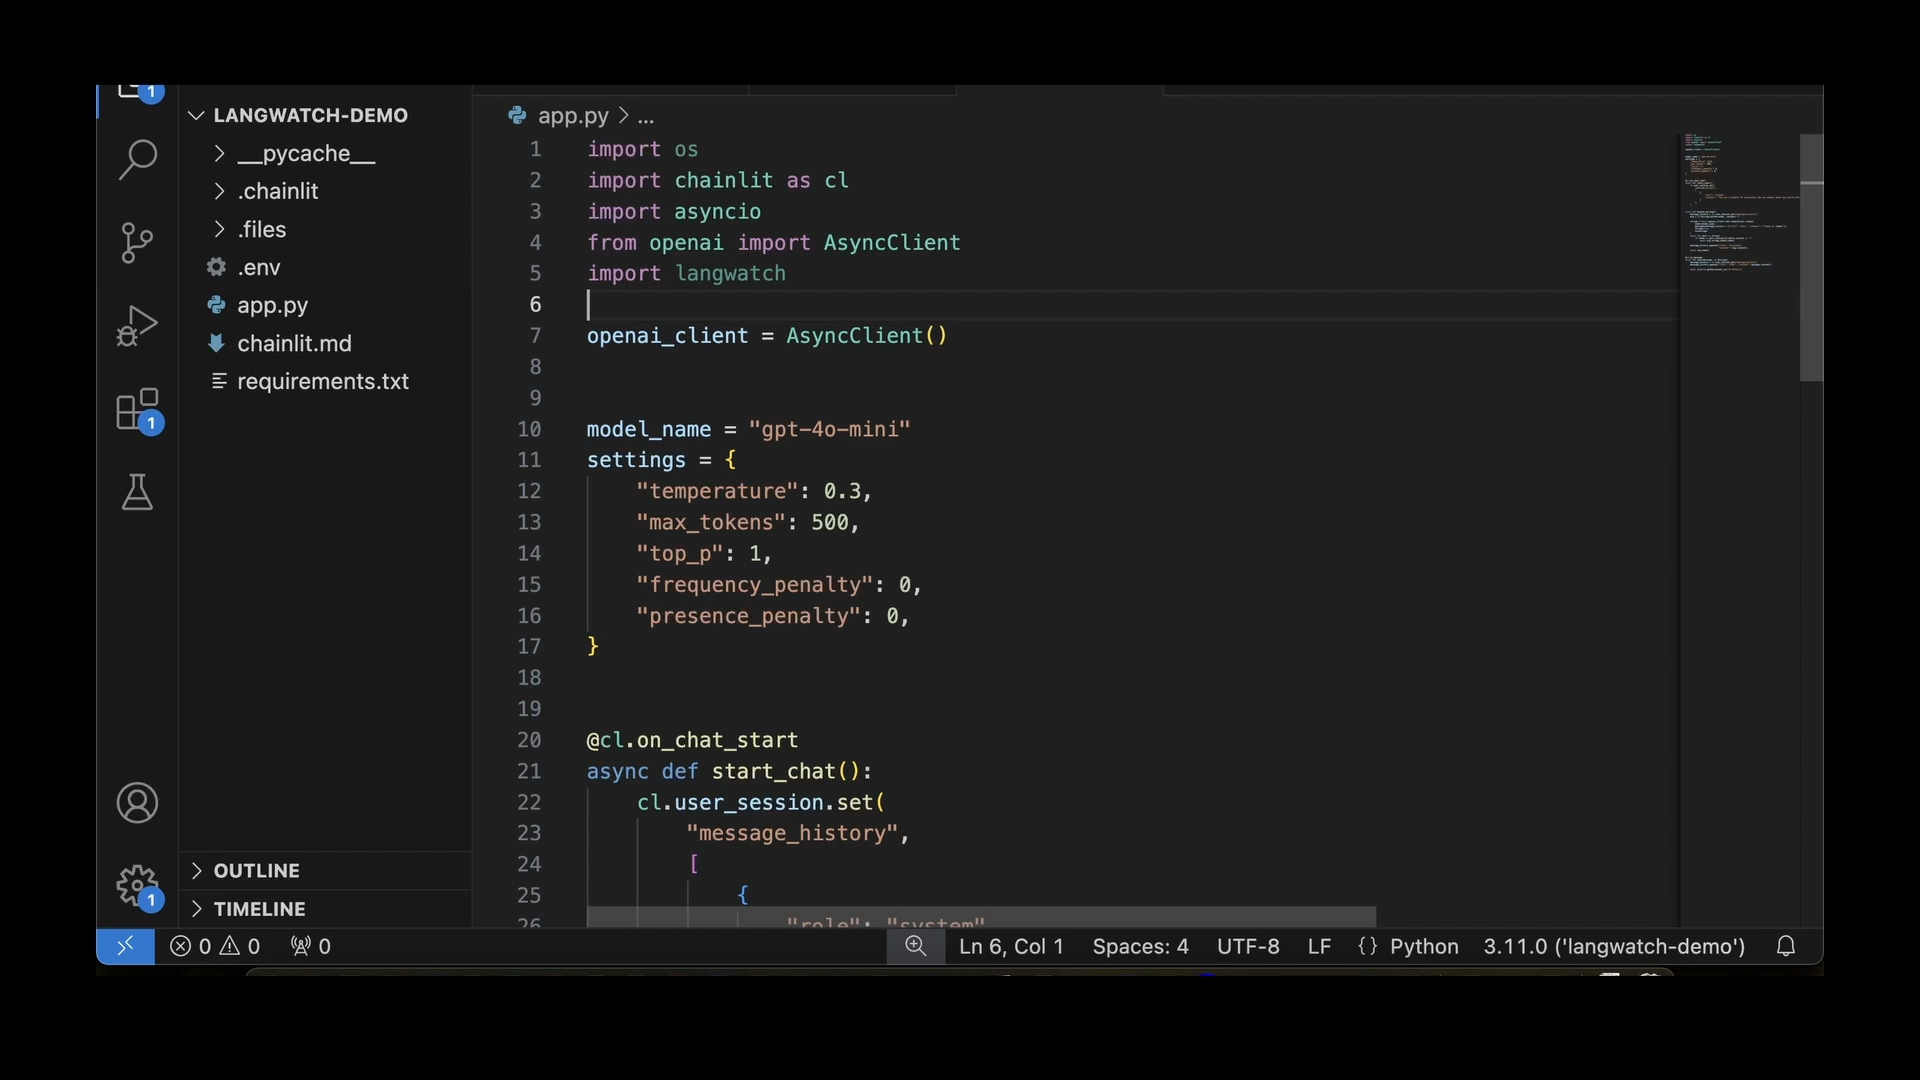 1
LANGWATCH-DEMO
__pycache__
.chainlit
.files
.env
app.py
chainlit.md
requirements.txt
1
OUTLINE
TIMELINE
1
app.py > ...
1 import os
2 import chainlit as cl
3 import asyncio
4 from openai import AsyncClient
5 import langwatch
6
7 openai_client = AsyncClient()
8
9
10 model_name = "gpt-4o-mini"
11 settings = {
12 "temperature": 0.3,
13 "max_tokens": 500,
14 "top_p": 1,
15 "frequency_penalty": 0,
16 "presence_penalty": 0,
17 }
18
19
20 @cl.on_chat_start
21 async def start_chat():
22 cl.user_session.set(
23 "message_history",
24 [
25 {
26 "role": "system"
0 0 0 Ln 6, Col 1 Spaces: 4 UTF-8 LF {} Python 3.11.0 ('langwatch-demo')